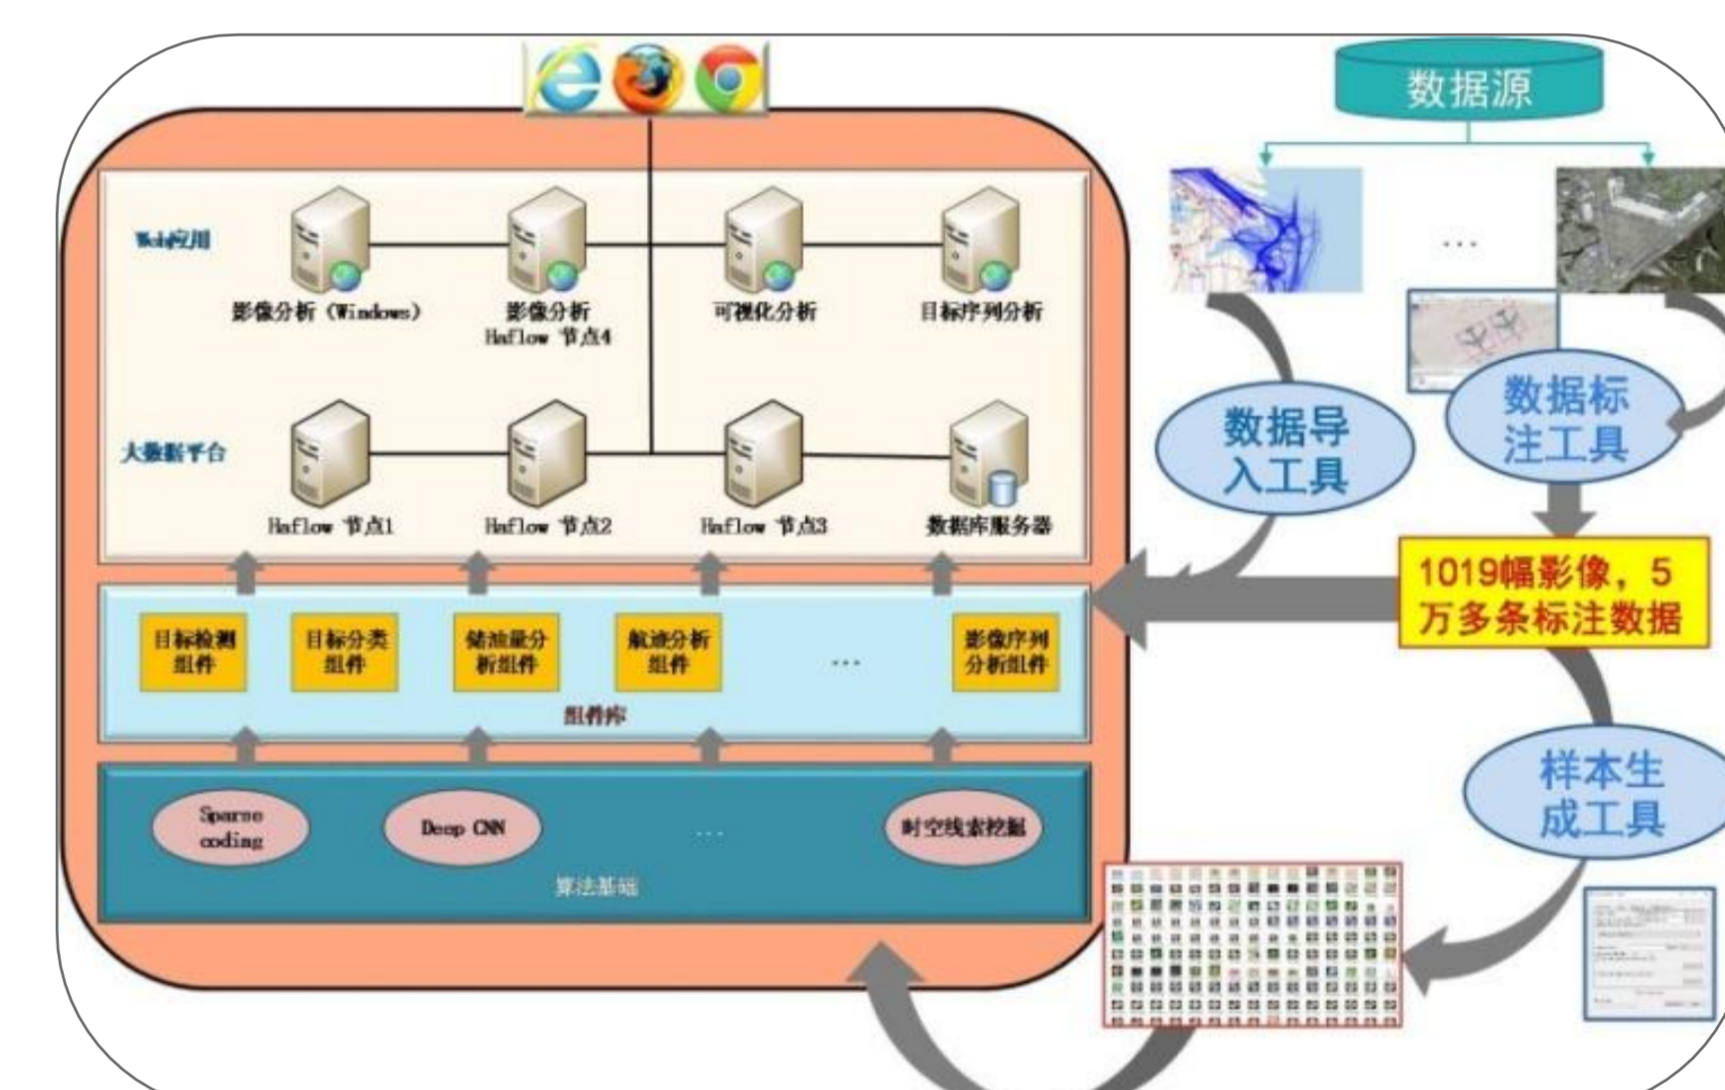 数据源
Web应用
影像分析（Windows）
影像分析
Haflow 节点4
可视化分析
目标序列分析
大数据平台
Haflow 节点1
Haflow 节点2
Haflow 节点3
数据库服务器
数据导
入工具
数据标
注工具
1019幅影像，5
万多条标注数据
目标检测
组件
目标分类
组件
储油量分
析组件
航迹分析
组件
...
影像序列
分析组件
组件库
样本生
成工具
Sparse
coding
Deep CNN
...
时空线索挖掘
算法基础